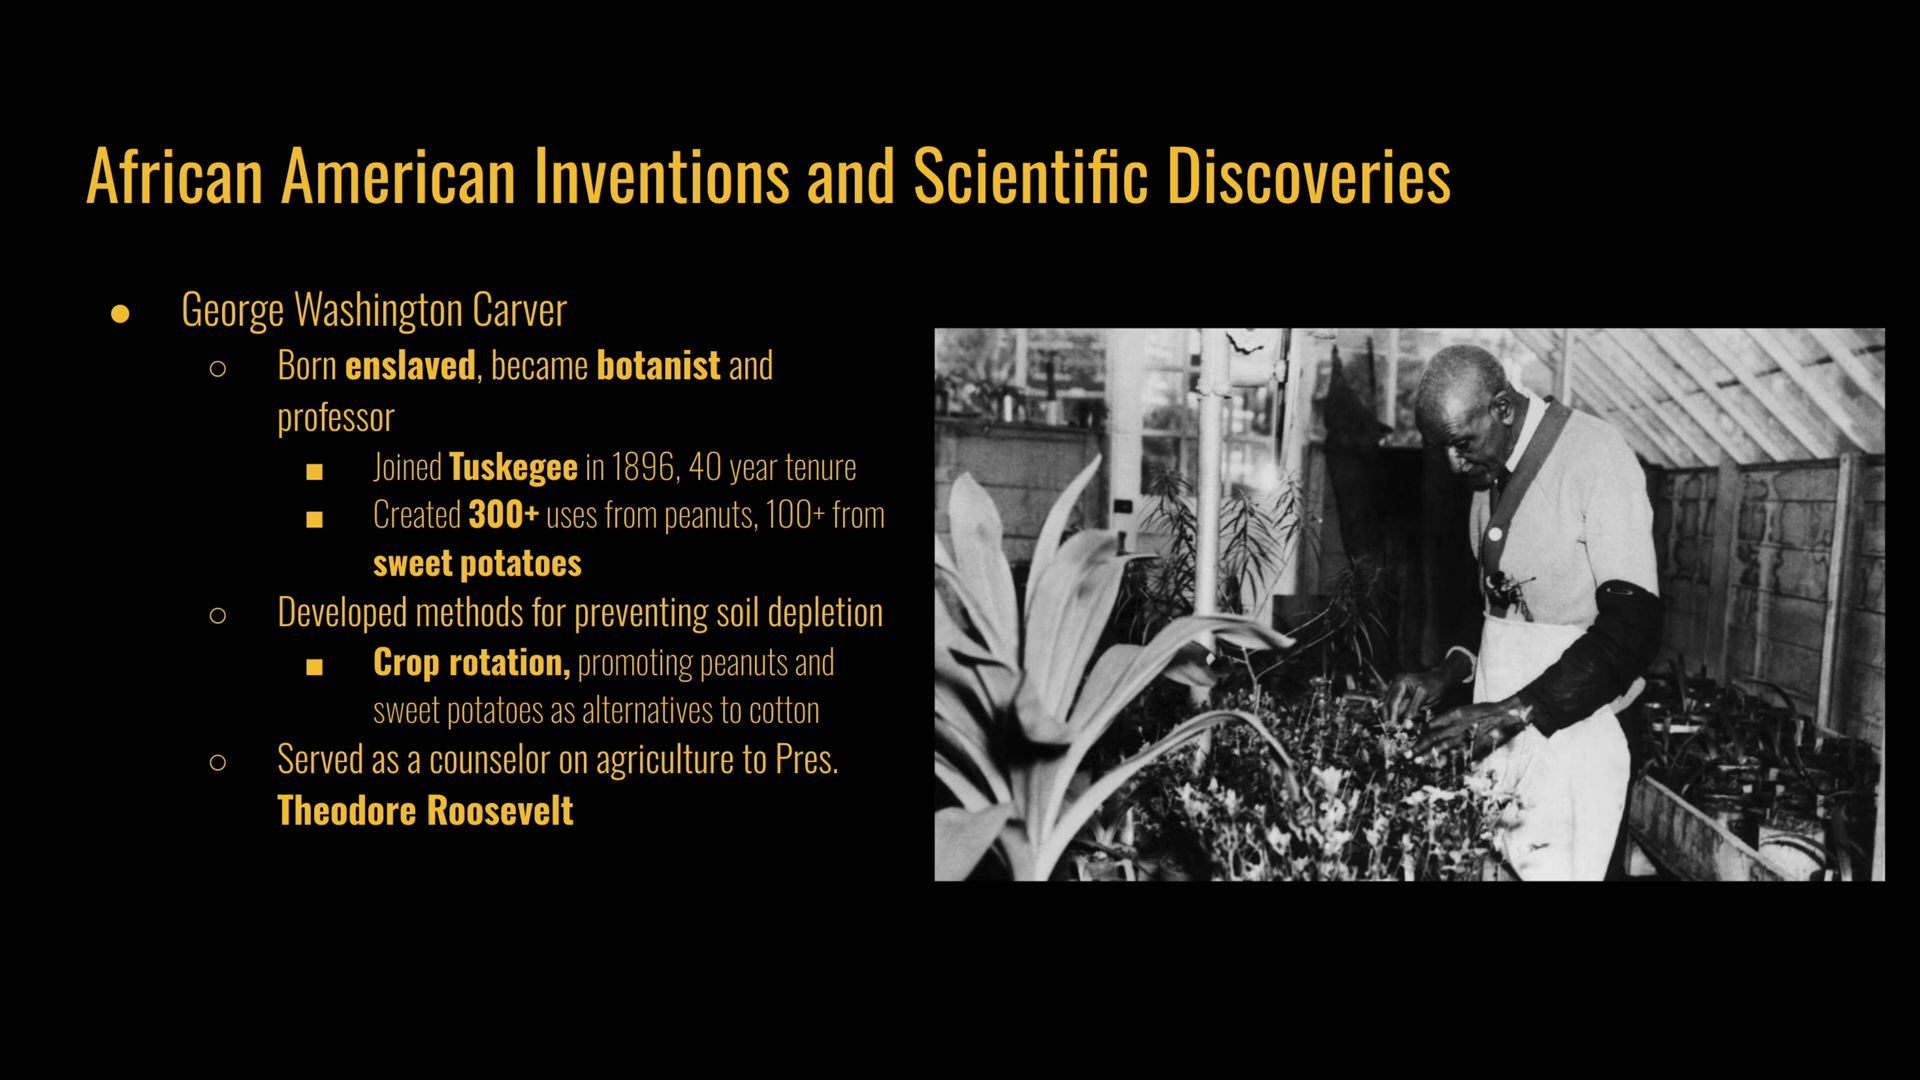 African American Inventions and Scientific Discoveries
● George Washington Carver
○ Born enslaved, became botanist and
professor
■ Joined Tuskegee in 1896, 40 year tenure
■ Created 300+ uses from peanuts, 100+ from
sweet potatoes
○ Developed methods for preventing soil depletion
■ Crop rotation, promoting peanuts and
sweet potatoes as alternatives to cotton
○ Served as a counselor on agriculture to Pres.
Theodore Roosevelt